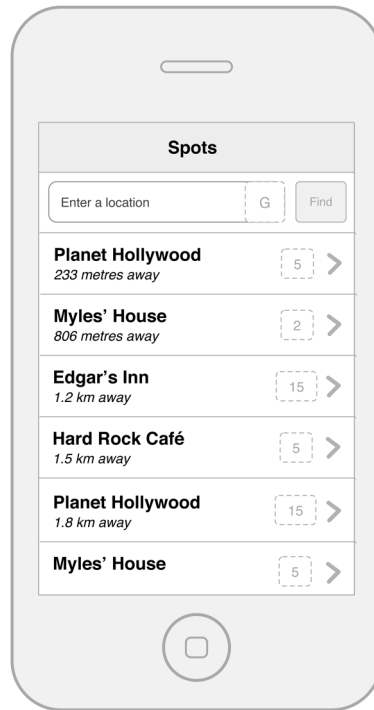 Spots
Enter a location G Find
Planet Hollywood
233 metres away
5
Myles’ House
806 metres away
2
Edgar’s Inn
1.2 km away
15
Hard Rock Café
1.5 km away
5
Planet Hollywood
1.8 km away
15
Myles’ House
5